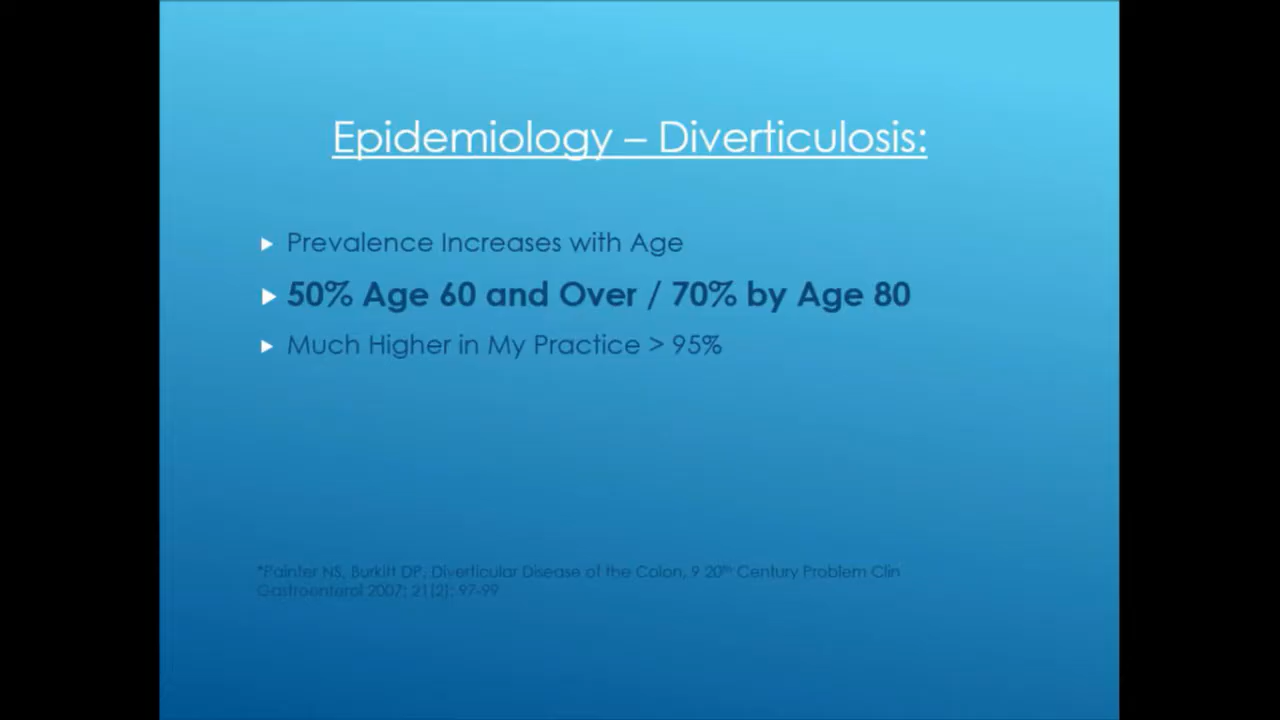 Epidemiology – Diverticulosis:
Prevalence Increases with Age
50% Age 60 and Over / 70% by Age 80
Much Higher in My Practice > 95%
*Painter NS, Burkitt DP, Diverticular Disease of the Colon, 9 20th Century Problem Clin
Gastroenterol 2007; 21(2): 97-99